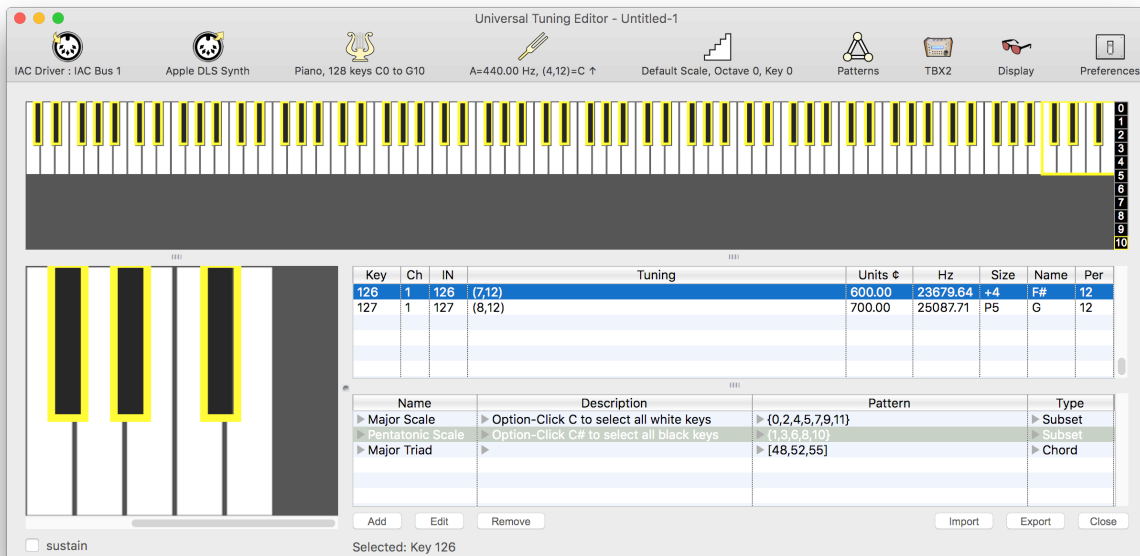 Universal Tuning Editor - Untitled-1
IAC Driver : IAC Bus 1 Apple DLS Synth Piano, 128 keys C0 to G10 A=440.00 Hz, (4,12)=C ↑ Default Scale, Octave 0, Key 0 Patterns TBX2 Display Preferences
0
1
2
3
4
5
6
7
8
9
10
Key Ch IN Tuning Units ¢ Hz Size Name Per
126 1 126 (7,12) 600.00 23679.64 +4 F# 12
127 1 127 (8,12) 700.00 25087.71 P5 G 12
Name Description Pattern Type
Major Scale Option-Click C to select all white keys {0,2,4,5,7,9,11} Subset
Pentatonic Scale Option-Click C# to select all black keys {1,3,6,8,10} Subset
Major Triad [48,52,55] Chord
Add Edit Remove Import Export Close
sustain Selected: Key 126